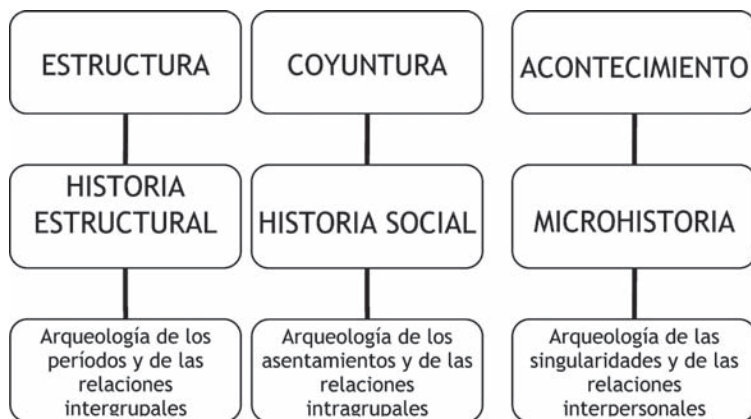 ESTRUCTURA
COYUNTURA
ACONTECIMIENTO
HISTORIA
ESTRUCTURAL
HISTORIA SOCIAL
MICROHISTORIA
Arqueología de los
períodos y de las
relaciones
intergrupales
Arqueología de los
asentamientos y de las
relaciones
intragrupales
Arqueología de las
singularidades y de las
relaciones
interpersonales